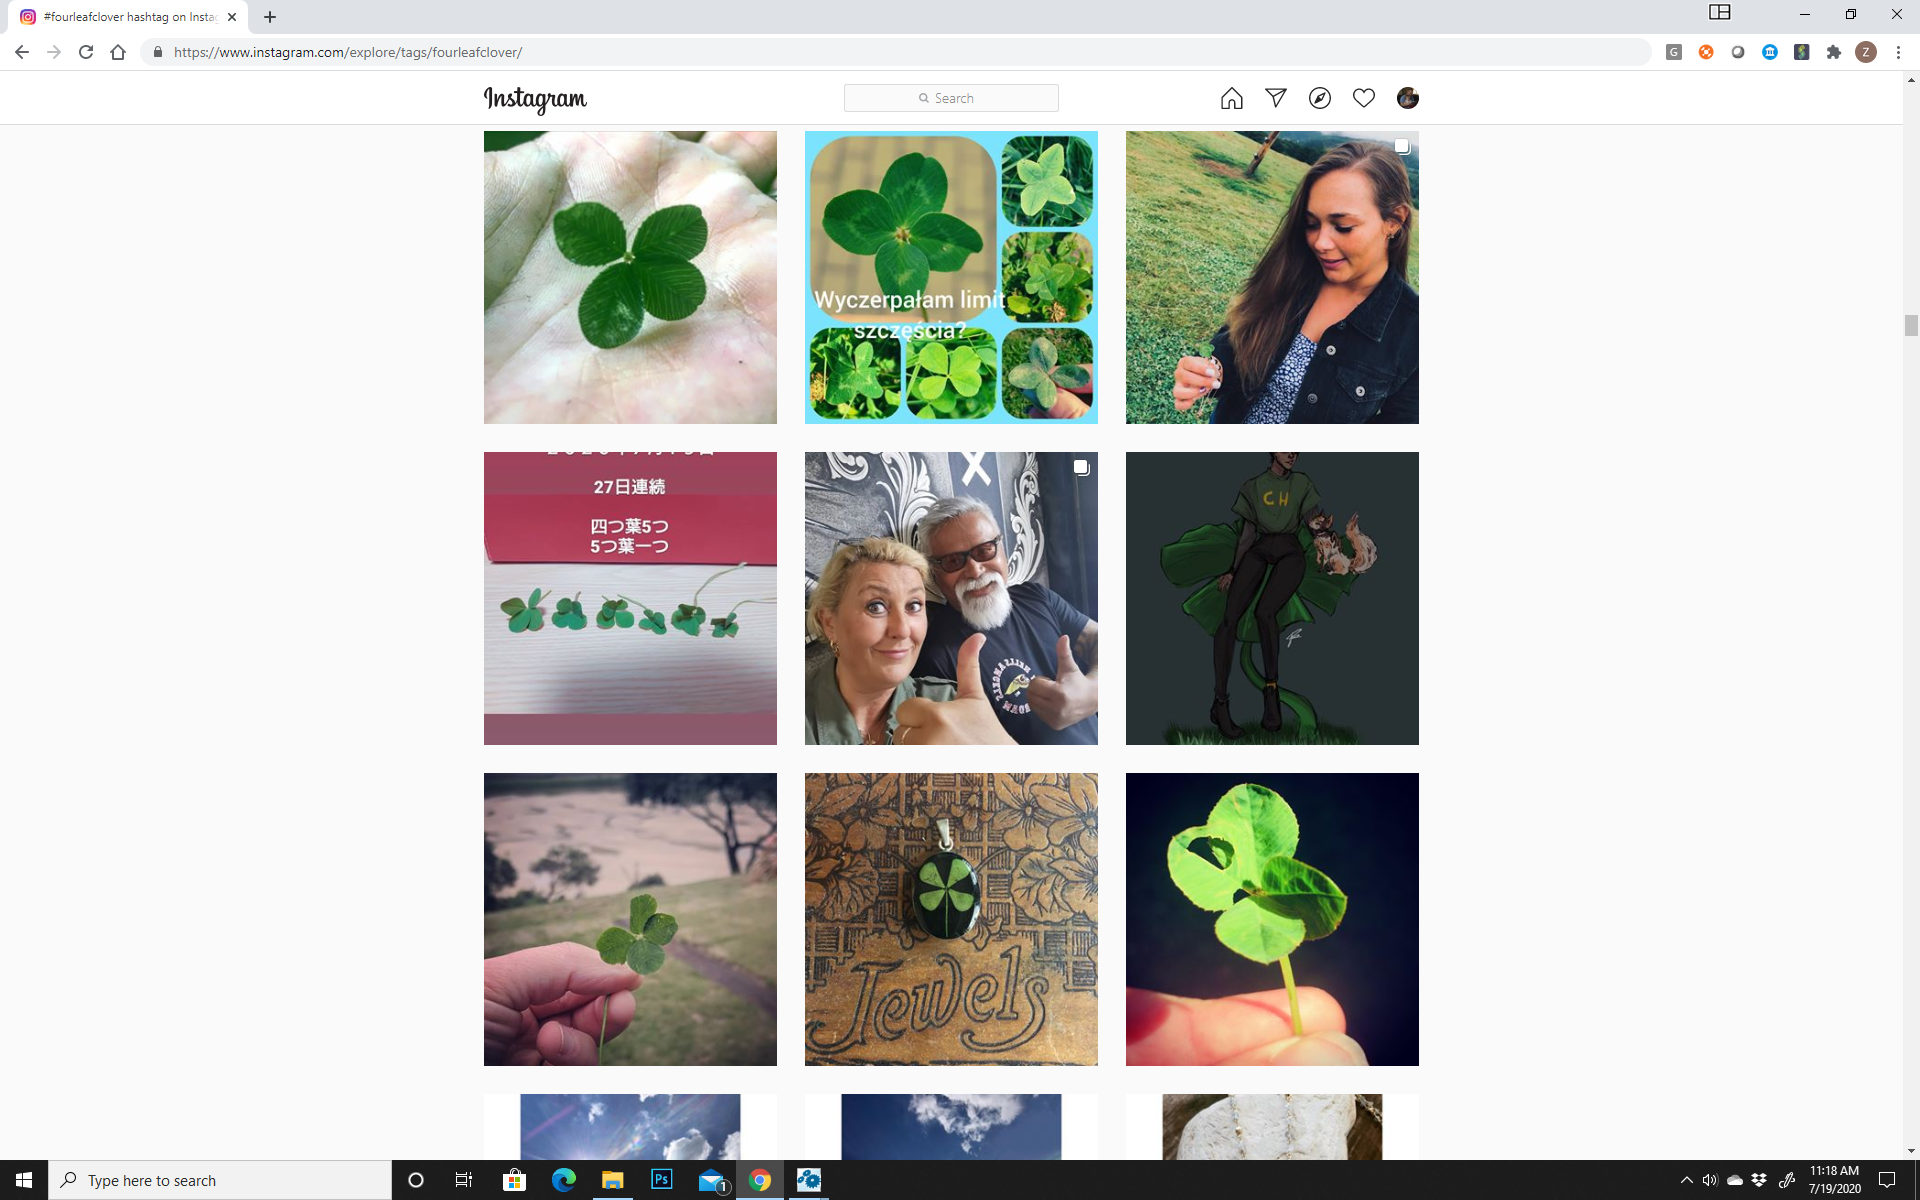 #fourleafclover hashtag on Insta
https://www.instagram.com/explore/tags/fourleafclover/
G
Z
Instagram
Search
Wyczerpałam limit
szczęścia?
27日連続
四つ葉5つ
5つ葉一つ
X
CH
Jewels
Type here to search
Ps
1
11:18 AM
7/19/2020